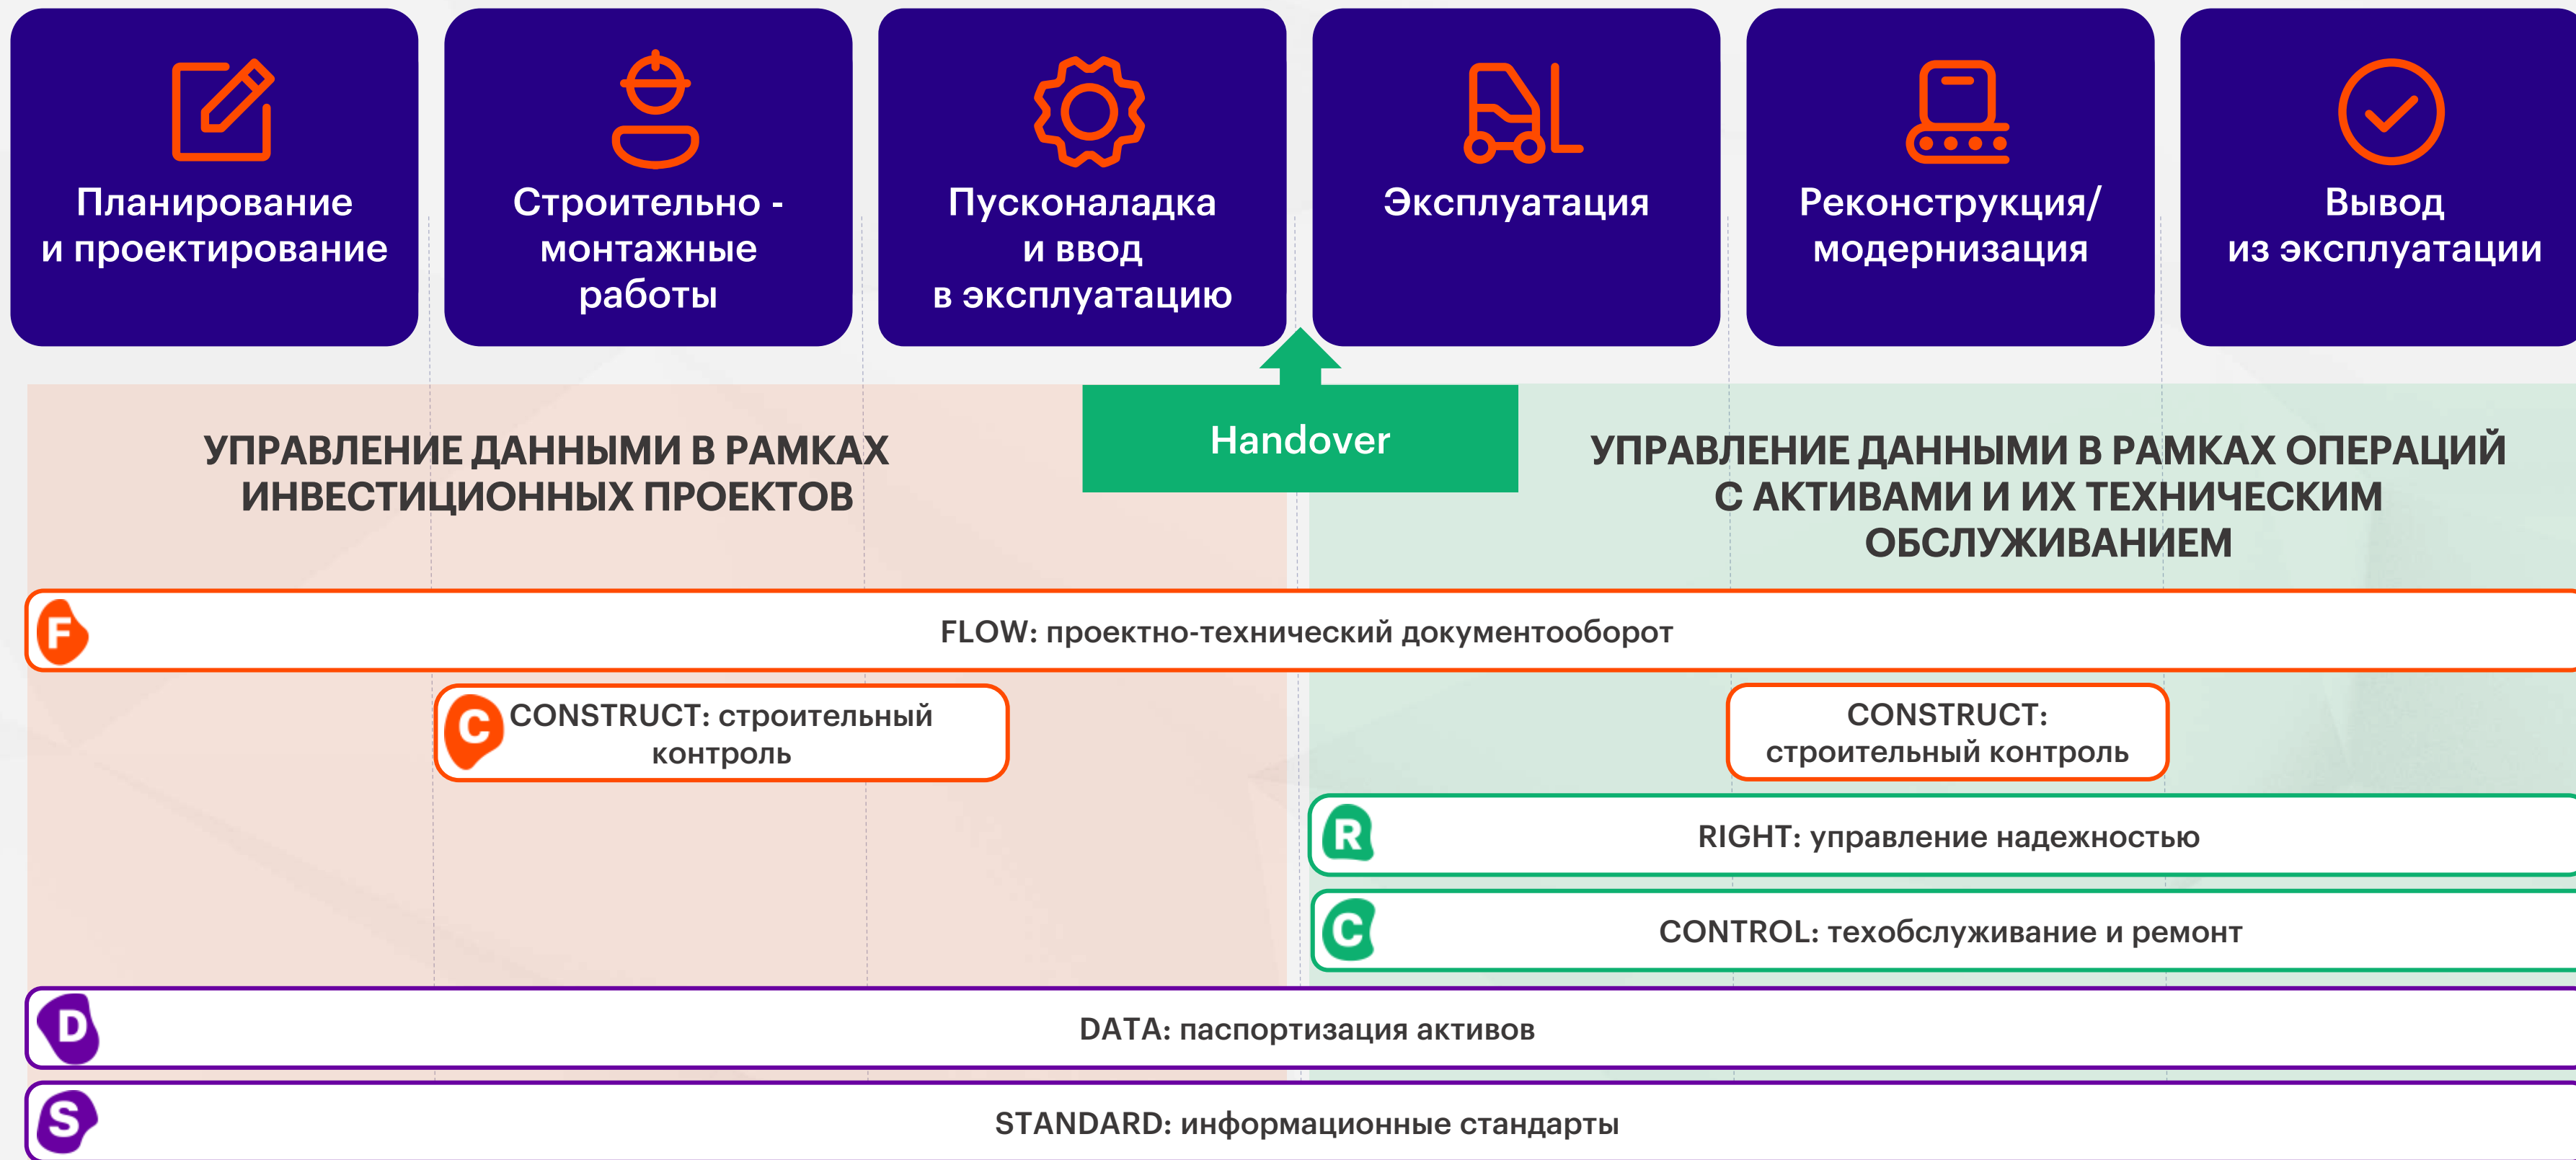 Планирование
и проектирование
Строительно -
монтажные
работы
Пусконаладка
и ввод
в эксплуатацию
Эксплуатация
Реконструкция/
модернизация
Вывод
из эксплуатации
Handover
УПРАВЛЕНИЕ ДАННЫМИ В РАМКАХ
ИНВЕСТИЦИОННЫХ ПРОЕКТОВ
УПРАВЛЕНИЕ ДАННЫМИ В РАМКАХ ОПЕРАЦИЙ
С АКТИВАМИ И ИХ ТЕХНИЧЕСКИМ
ОБСЛУЖИВАНИЕМ
F
FLOW: проектно-технический документооборот
C
CONSTRUCT: строительный
контроль
CONSTRUCT:
строительный контроль
R
RIGHT: управление надежностью
C
CONTROL: техобслуживание и ремонт
D
DATA: паспортизация активов
S
STANDARD: информационные стандарты